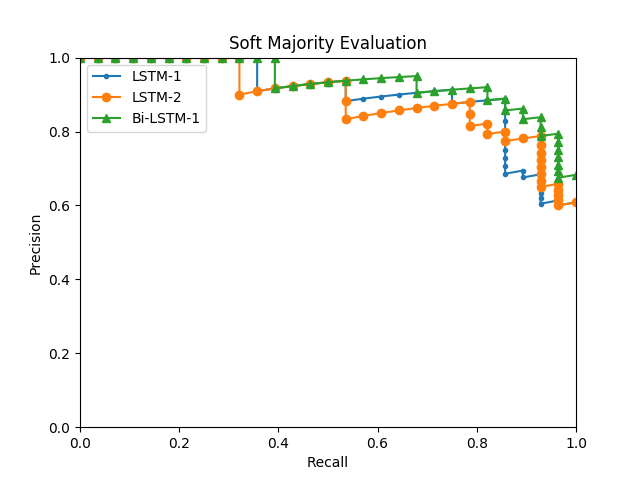 Soft Majority Evaluation
1.0
0.8
0.6
0.4
0.2
0.0
Precision
LSTM-1
LSTM-2
Bi-LSTM-1
0.0 0.2 0.4 0.6 0.8 1.0
Recall